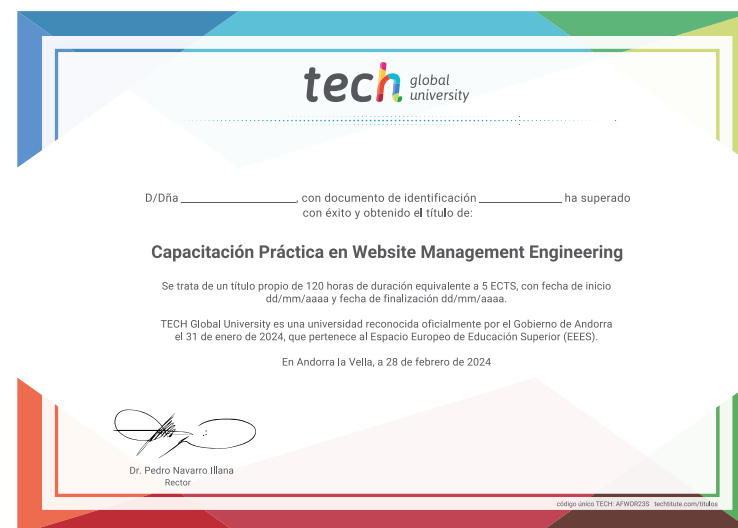 tech global
university
D/Dña ______________, con documento de identificación ______________ ha superado
con éxito y obtenido el título de:
Capacitación Práctica en Website Management Engineering
Se trata de un título propio de 120 horas de duración equivalente a 5 ECTS, con fecha de inicio
dd/mm/aaaa y fecha de finalización dd/mm/aaaa.
TECH Global University es una universidad reconocida oficialmente por el Gobierno de Andorra
el 31 de enero de 2024, que pertenece al Espacio Europeo de Educación Superior (EEES).
En Andorra la Vella, a 28 de febrero de 2024
Dr. Pedro Navarro Illana
Rector
código único TECH: AFWOR23S techtitute.com/titulos